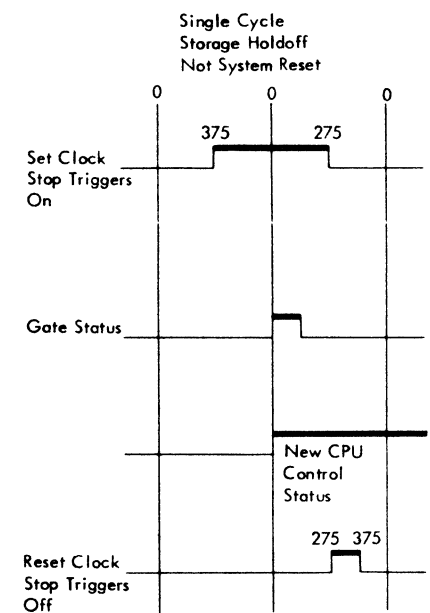 Single Cycle
Storage Holdoff
Not System Reset
0 0 0
375 275
Set Clock
Stop Triggers
On
Gate Status
New CPU
Control
Status
275 375
Reset Clock
Stop Triggers
Off